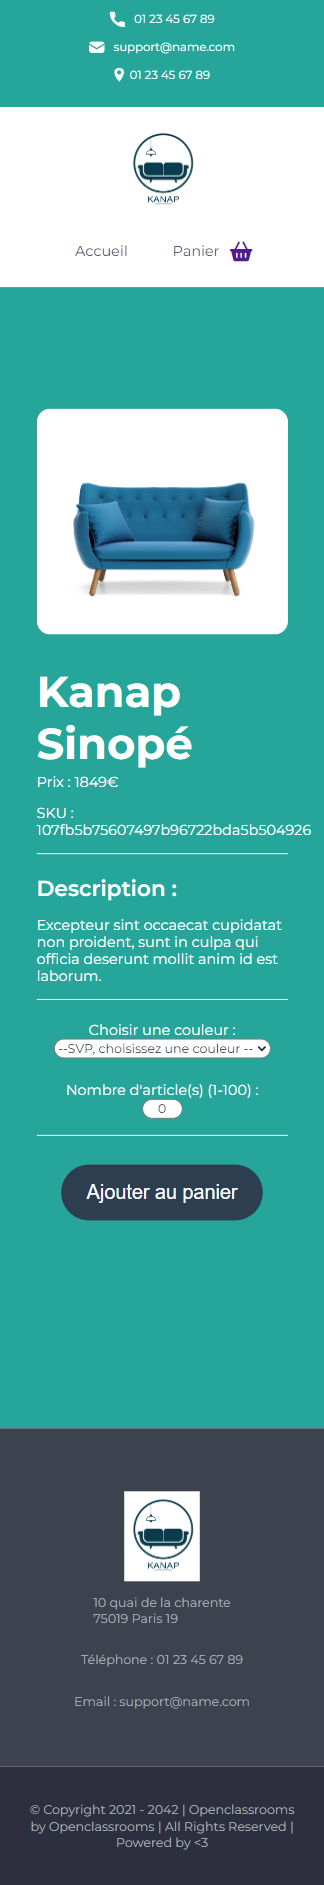 01 23 45 67 89
support@name.com
01 23 45 67 89
KANAP
Accueil
Panier
Kanap
Sinopé
Prix : 1849€
SKU :
107fb5b75607497b96722bda5b504926
Description :
Excepteur sint occaecat cupidatat
non proident, sunt in culpa qui
officia deserunt mollit anim id est
laborum.
Choisir une couleur :
--SVP, choisissez une couleur --
Nombre d'article(s) (1-100) :
0
Ajouter au panier
KANAP
10 quai de la charente
75019 Paris 19
Téléphone : 01 23 45 67 89
Email : support@name.com
© Copyright 2021 - 2042 | Openclassrooms
by Openclassrooms | All Rights Reserved |
Powered by <3